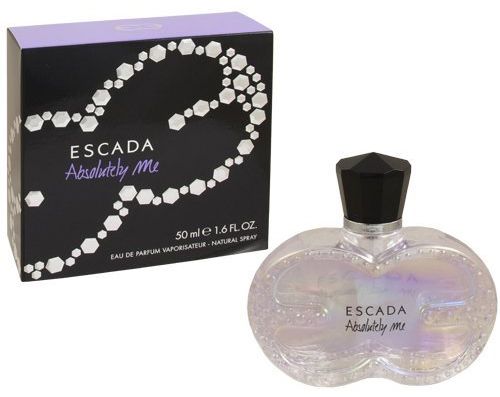 ESCADA
Absolutely Me
50 ml ℮ 1.6 FL. OZ.
EAU DE PARFUM VAPORISATEUR - NATURAL SPRAY
ESCADA
Absolutely Me